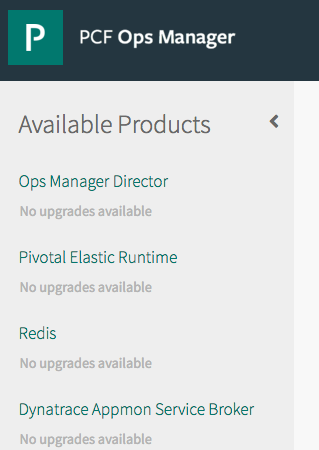 P PCF Ops Manager
Available Products
Ops Manager Director
No upgrades available
Pivotal Elastic Runtime
No upgrades available
Redis
No upgrades available
Dynatrace Appmon Service Broker
No upgrades available